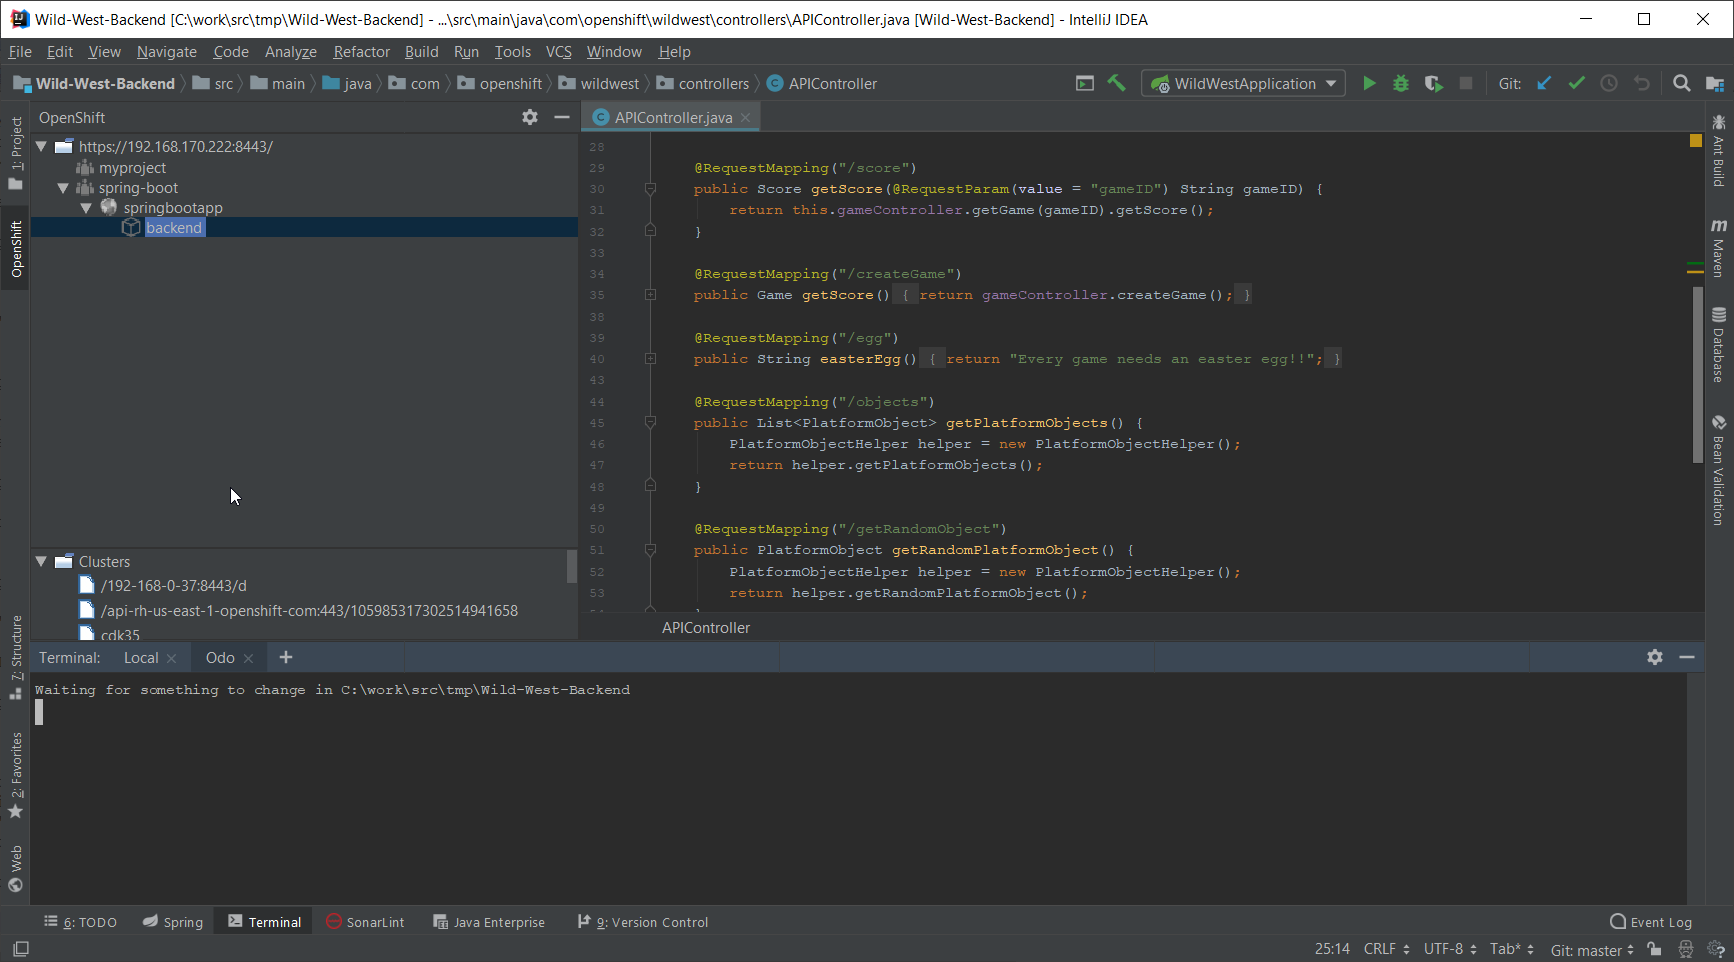 Wild-West-Backend [C:\work\src\tmp\Wild-West-Backend] - ...\src\main\java\com\openshift\wildwest\controllers\APIController.java [Wild-West-Backend] - IntelliJ IDEA
File Edit View Navigate Code Analyze Refactor Build Run Tools VCS Window Help
Wild-West-Backend src main java com openshift wildwest controllers APIController WildWestApplication Git:
OpenShift
APIController.java
1: Project
OpenShift
7: Structure
2: Favorites
Web
https://192.168.170.222:8443/
myproject
spring-boot
springbootapp
backend
Clusters
/192-168-0-37:8443/d
/api-rh-us-east-1-openshift-com:443/105985317302514941658
cdk35
28
29 @RequestMapping("/score")
30 public Score getScore(@RequestParam(value = "gameID") String gameID) {
31 return this.gameController.getGame(gameID).getScore();
32 }
33
34 @RequestMapping("/createGame")
35 public Game getScore() { return gameController.createGame(); }
38
39 @RequestMapping("/egg")
40 public String easterEgg() { return "Every game needs an easter egg!!"; }
43
44 @RequestMapping("/objects")
45 public List<PlatformObject> getPlatformObjects() {
46 PlatformObjectHelper helper = new PlatformObjectHelper();
47 return helper.getPlatformObjects();
48 }
49
50 @RequestMapping("/getRandomObject")
51 public PlatformObject getRandomPlatformObject() {
52 PlatformObjectHelper helper = new PlatformObjectHelper();
53 return helper.getRandomPlatformObject();
APIController
Ant Build
Maven
Database
Bean Validation
Terminal: Local Odo
Waiting for something to change in C:\work\src\tmp\Wild-West-Backend
6: TODO Spring Terminal SonarLint Java Enterprise 9: Version Control Event Log
25:14 CRLF UTF-8 Tab* Git: master